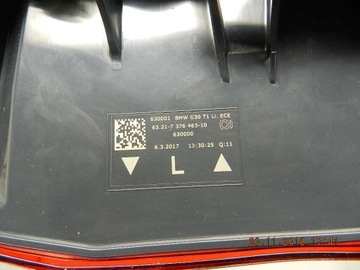 630001 BMW G30 T1 LI. ECE
63.21-7 376 463-10
630000
6.3.2017 13:30:25 Q:11
L